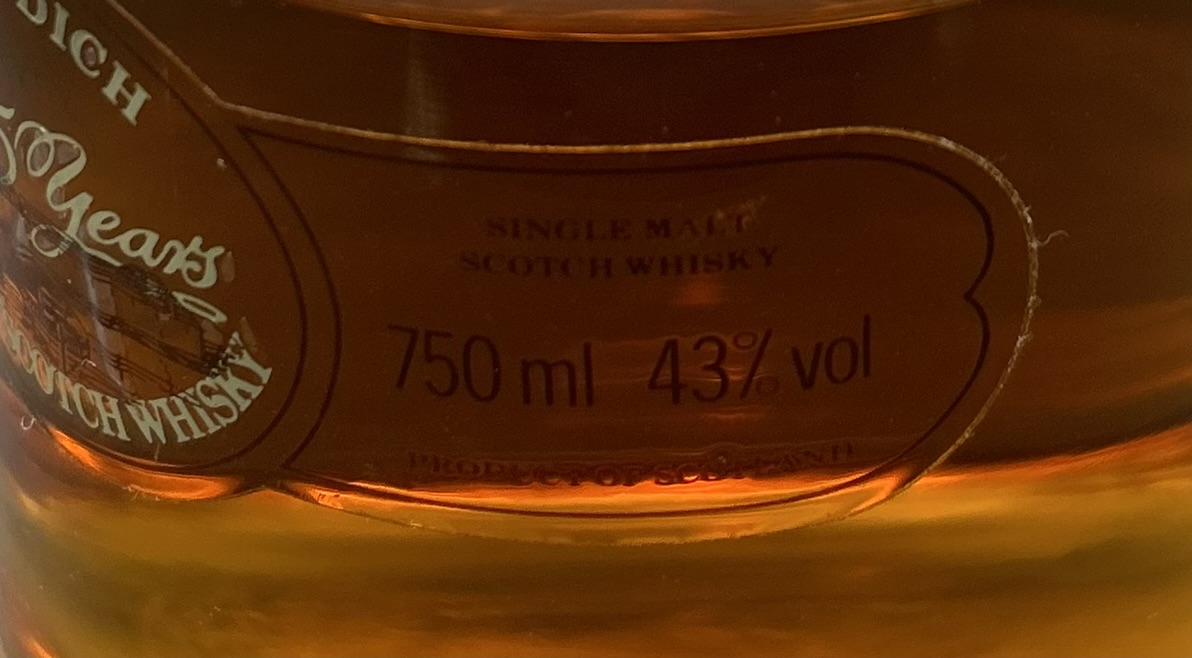 DICH
Years
SCOTCH WHISKY
SINGLE MALT
SCOTCH WHISKY
750 ml 43% vol
PRODUCT OF SCOTLAND